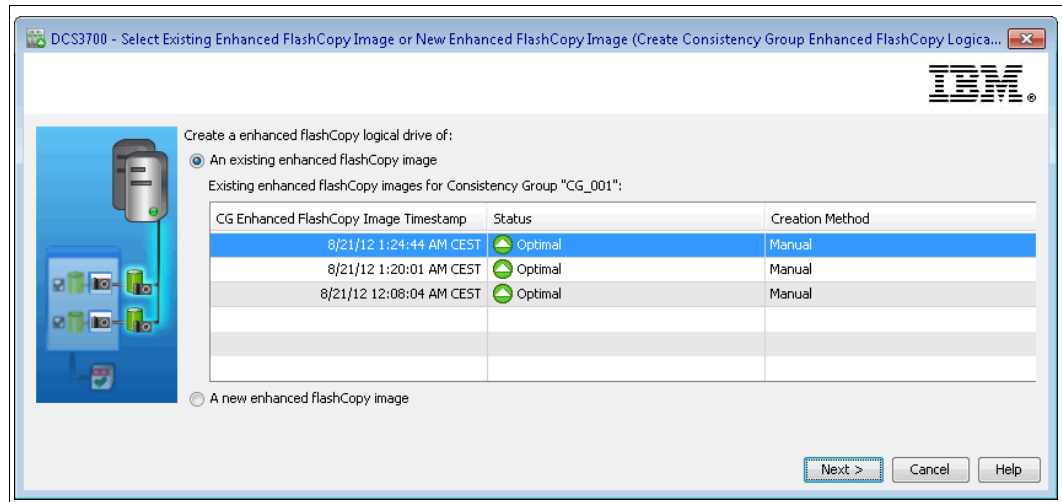 DCS3700 - Select Existing Enhanced FlashCopy Image or New Enhanced FlashCopy Image (Create Consistency Group Enhanced FlashCopy Logica...
IBM®
Create a enhanced flashCopy logical drive of:
An existing enhanced flashCopy image
Existing enhanced flashCopy images for Consistency Group "CG_001":
CG Enhanced FlashCopy Image Timestamp Status Creation Method
8/21/12 1:24:44 AM CEST Optimal Manual
8/21/12 1:20:01 AM CEST Optimal Manual
8/21/12 12:08:04 AM CEST Optimal Manual
A new enhanced flashCopy image
Next > Cancel Help